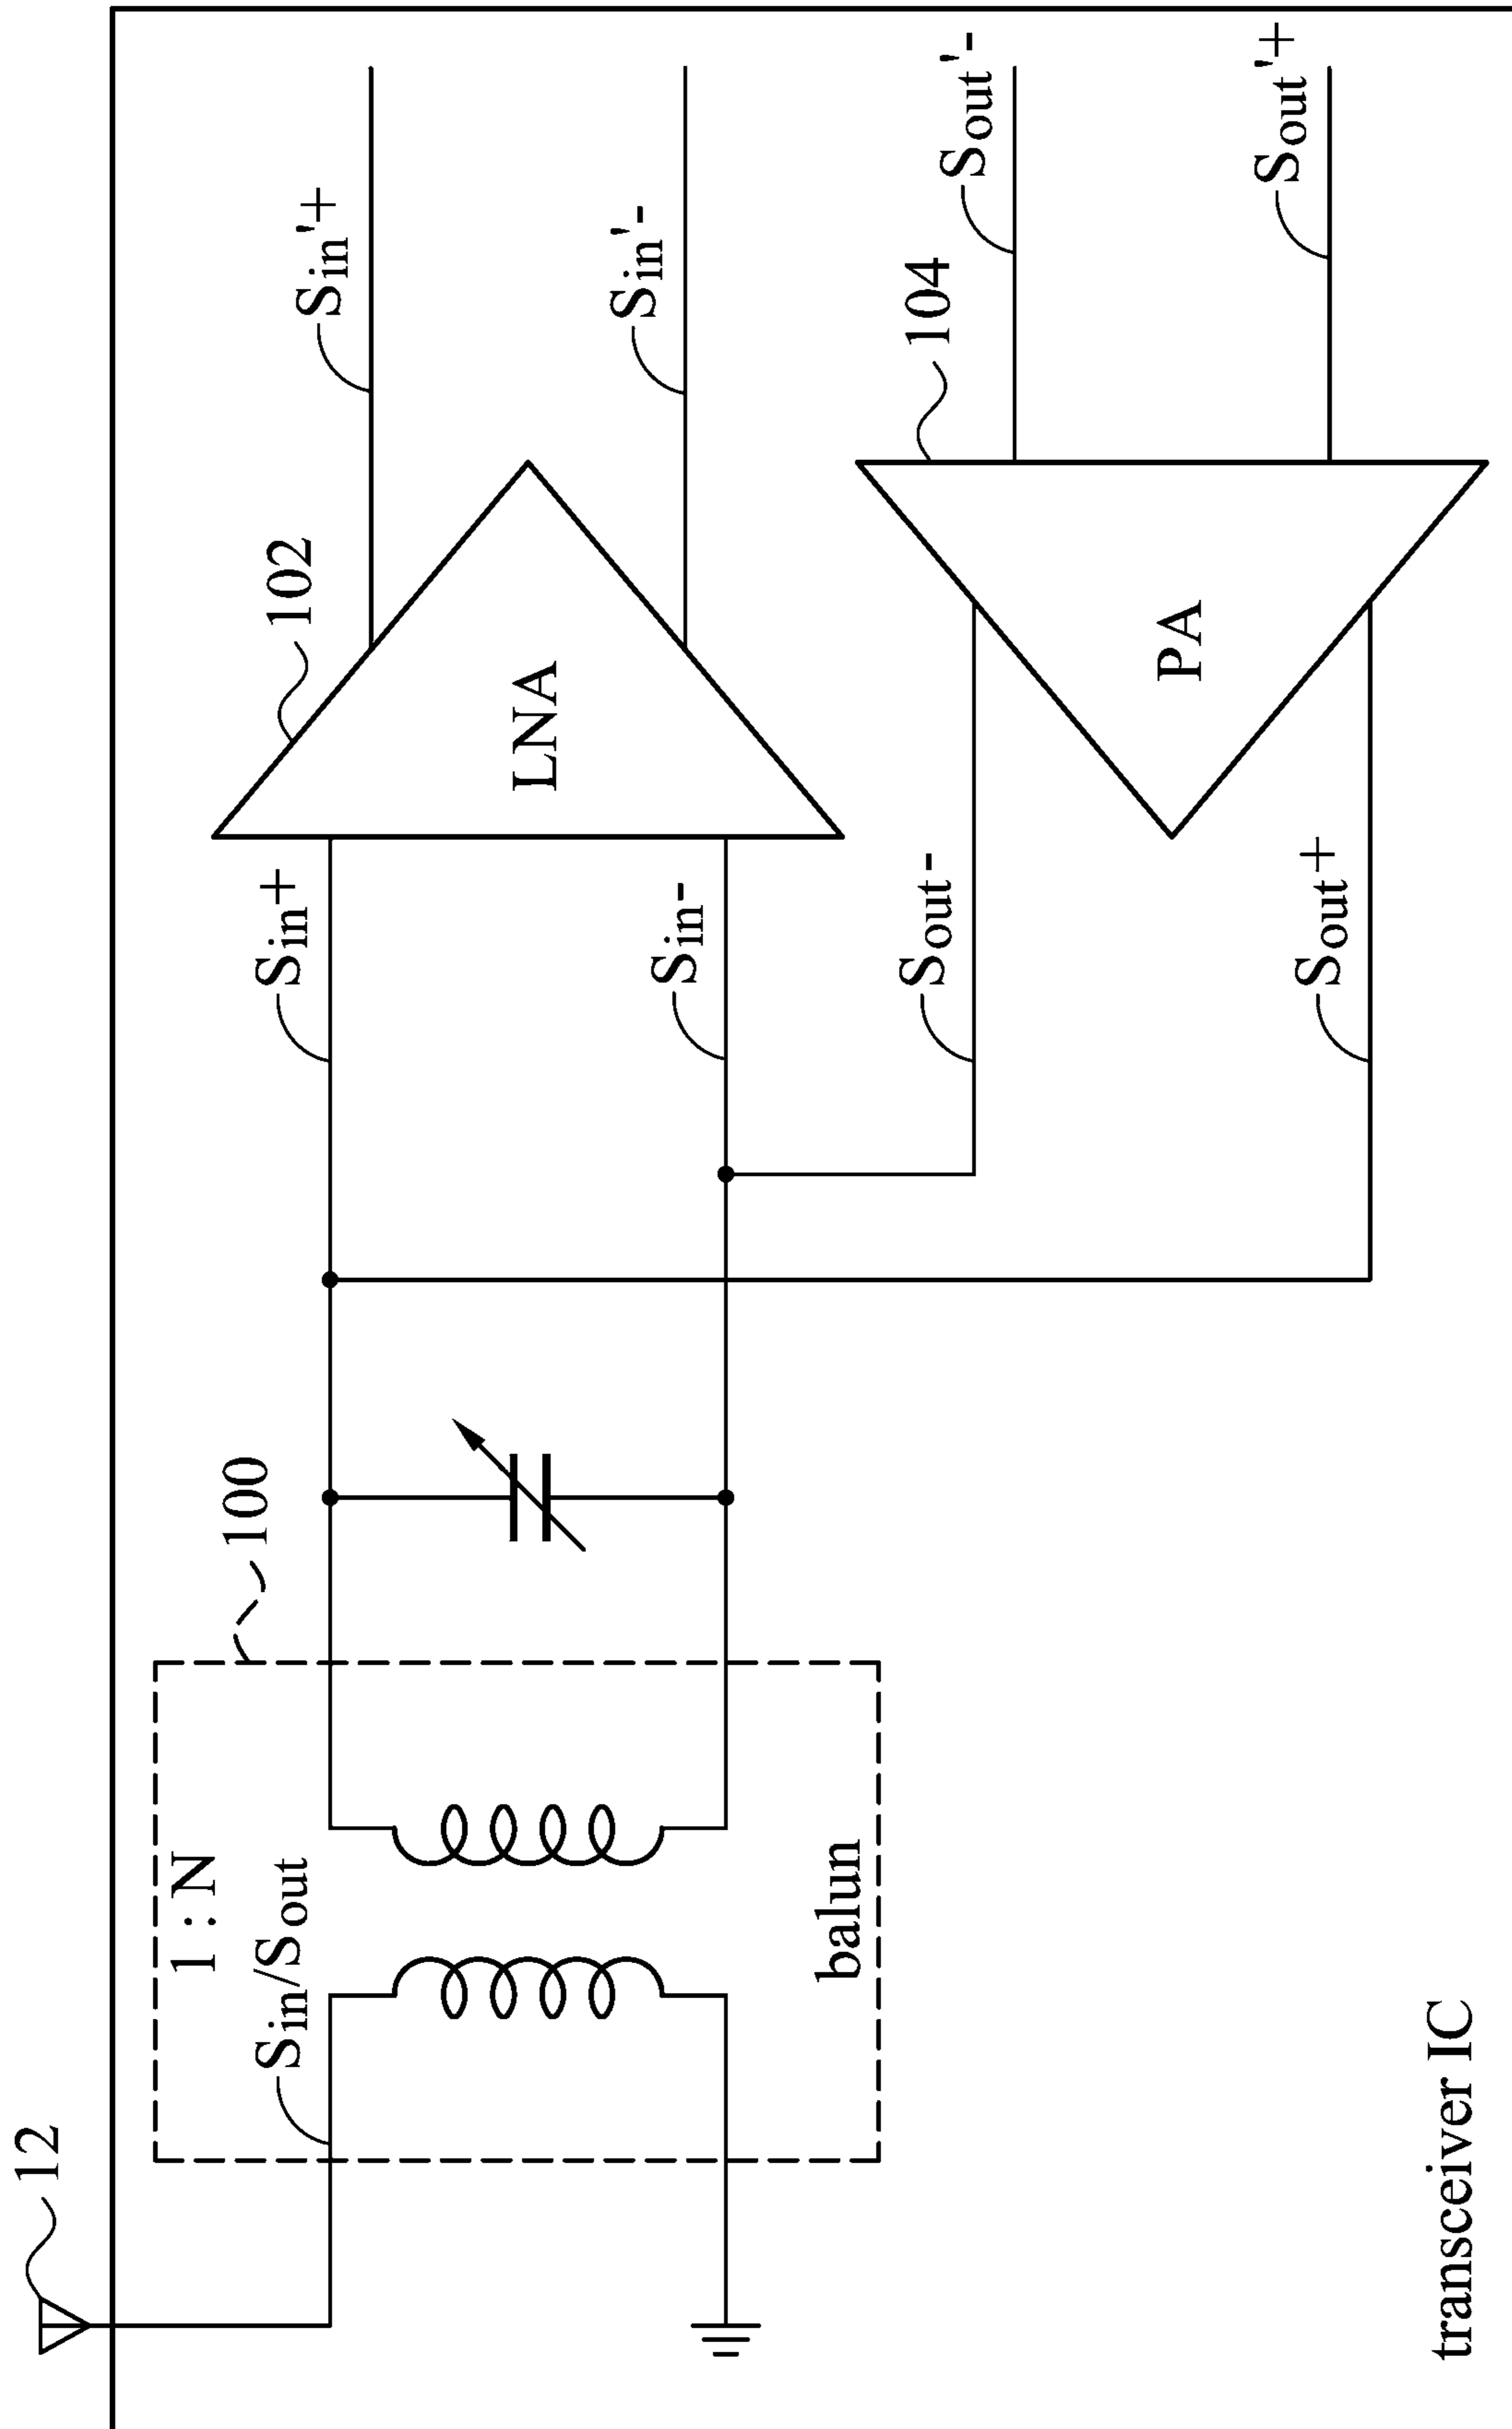 12
1 : N
Sin/Sout
balun
100
Sin+
Sin-
Sout-
Sout+
102
LNA
104
PA
Sin'+
Sin'-
Sout'-
Sout'+
transceiver IC